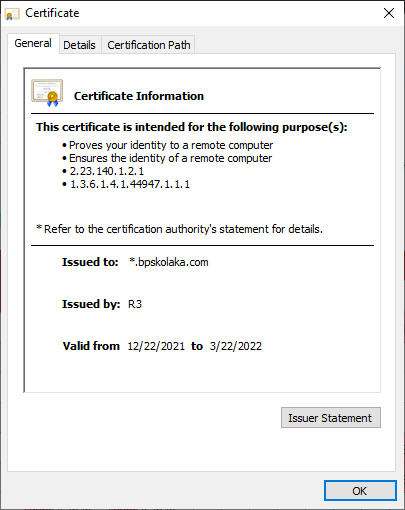 Certificate
General
Details
Certification Path
Certificate Information
This certificate is intended for the following purpose(s):
• Proves your identity to a remote computer
• Ensures the identity of a remote computer
• 2.23.140.1.2.1
• 1.3.6.1.4.1.44947.1.1.1
* Refer to the certification authority's statement for details.
Issued to: *.bpskolaka.com
Issued by: R3
Valid from 12/22/2021 to 3/22/2022
Issuer Statement
OK